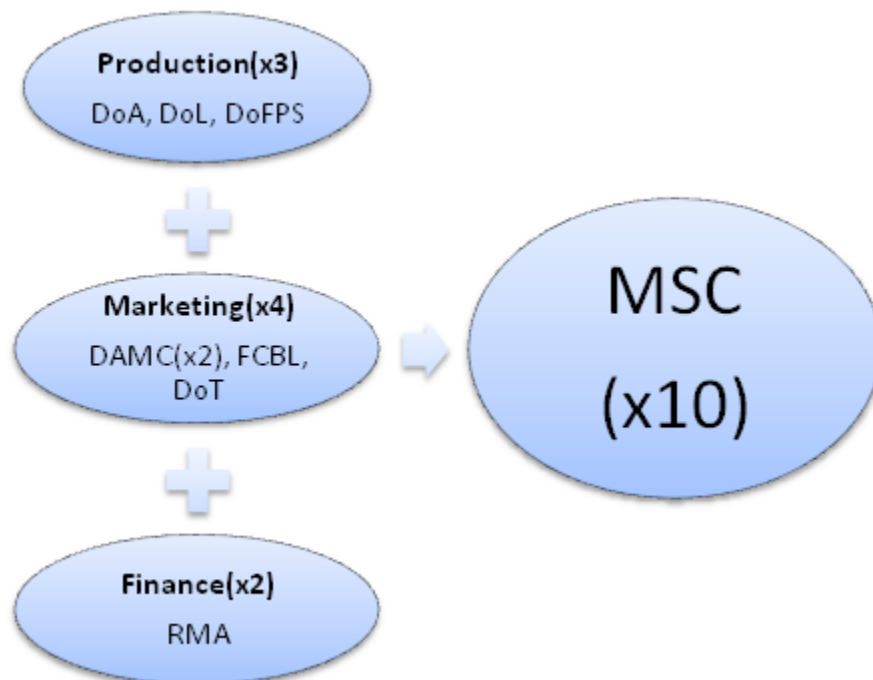 Production(x3)
DoA, DoL, DoFPS
Marketing(x4)
DAMC(x2), FCBL,
DoT
Finance(x2)
RMA
MSC
(x10)